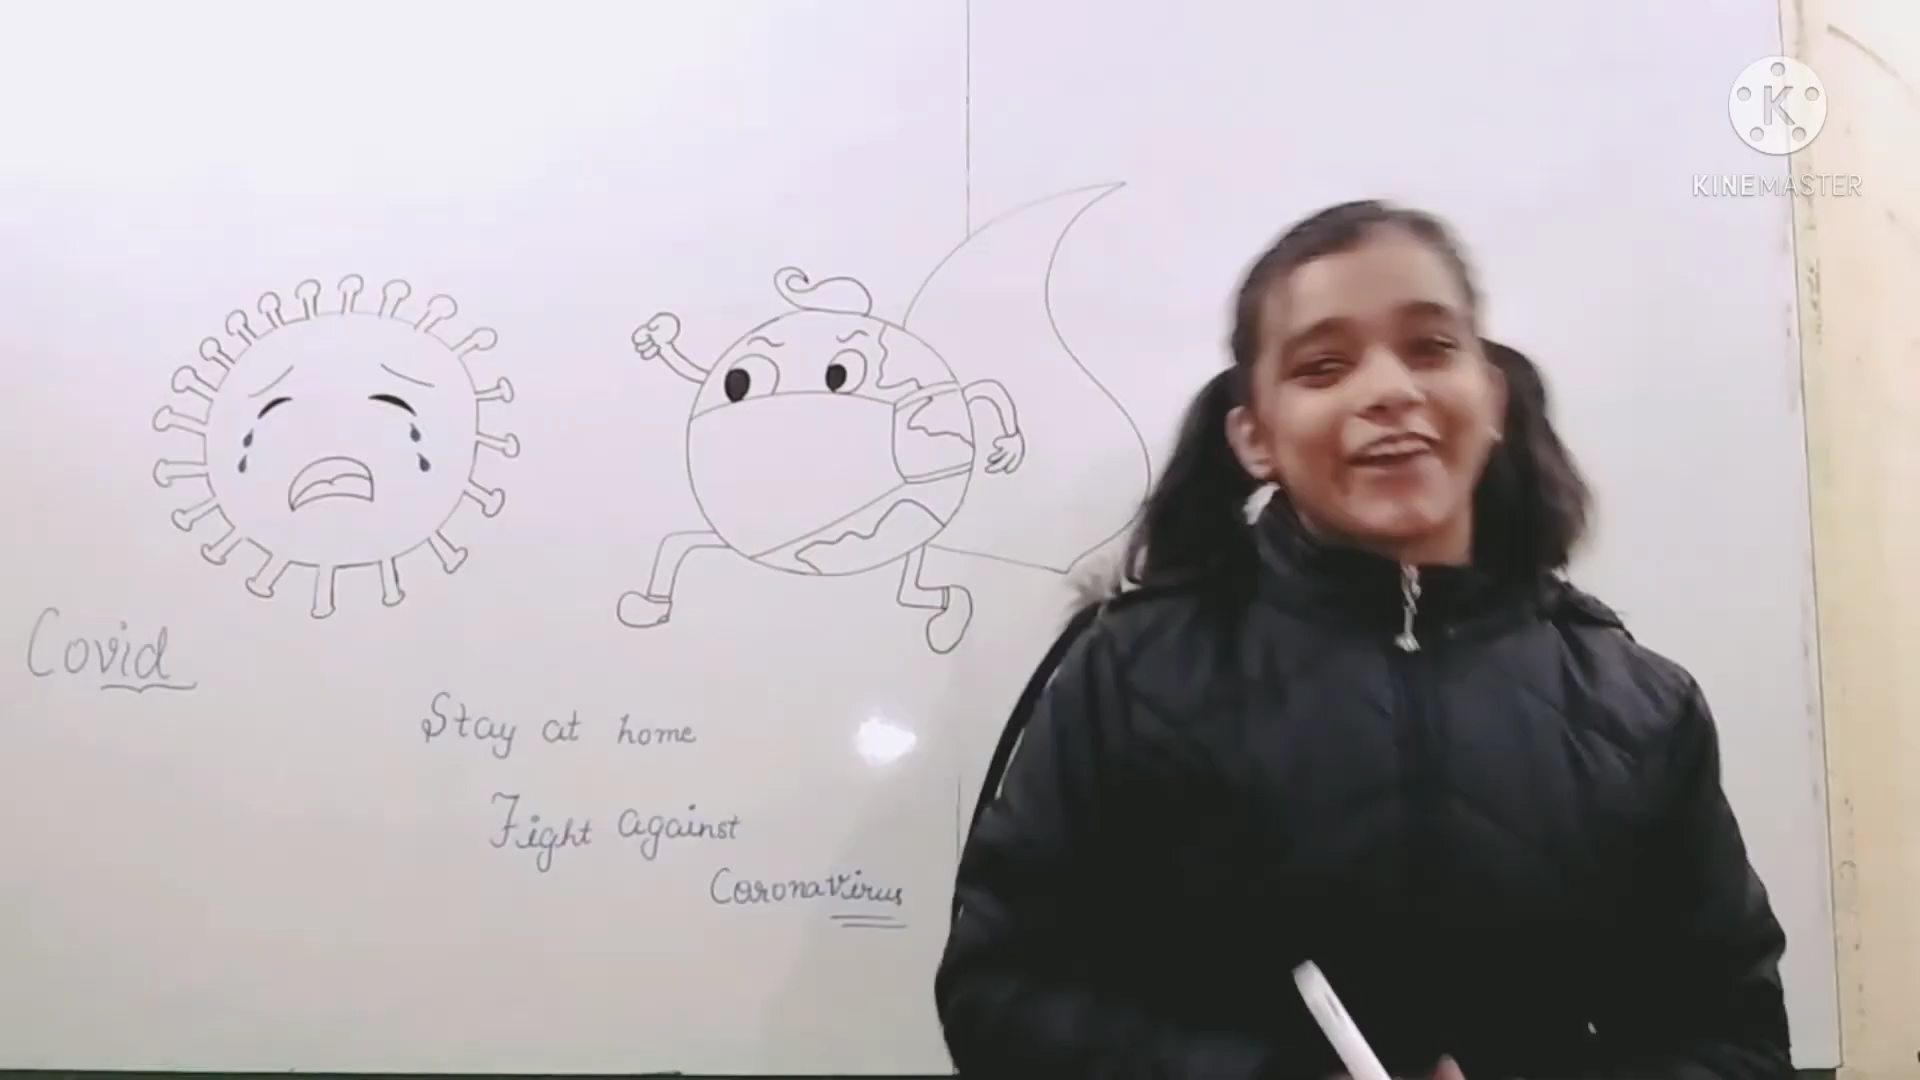 K
KINEMASTER
Covid
Stay at home
Fight against
Coronavirus